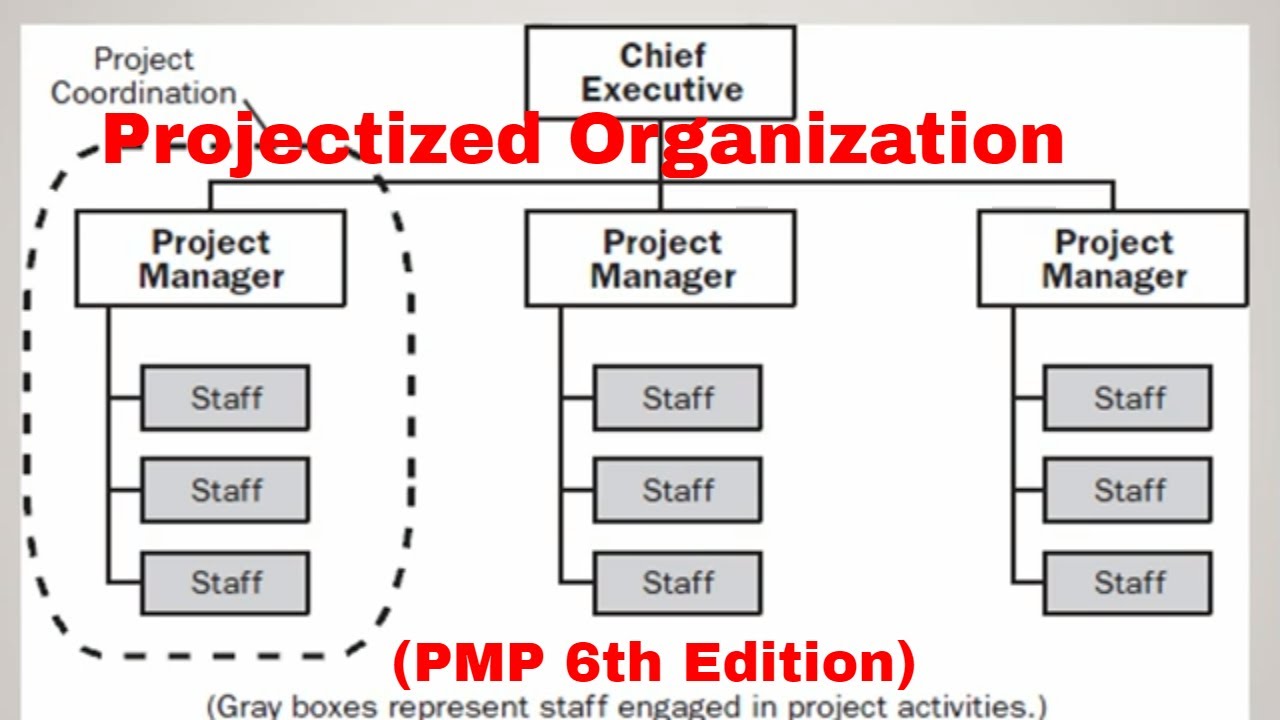 Project
Coordination
Chief
Executive
Projectized Organization
Project
Manager
Project
Manager
Project
Manager
Staff
Staff
Staff
Staff
Staff
Staff
Staff
Staff
Staff
(PMP 6th Edition)
(Gray boxes represent staff engaged in project activities.)